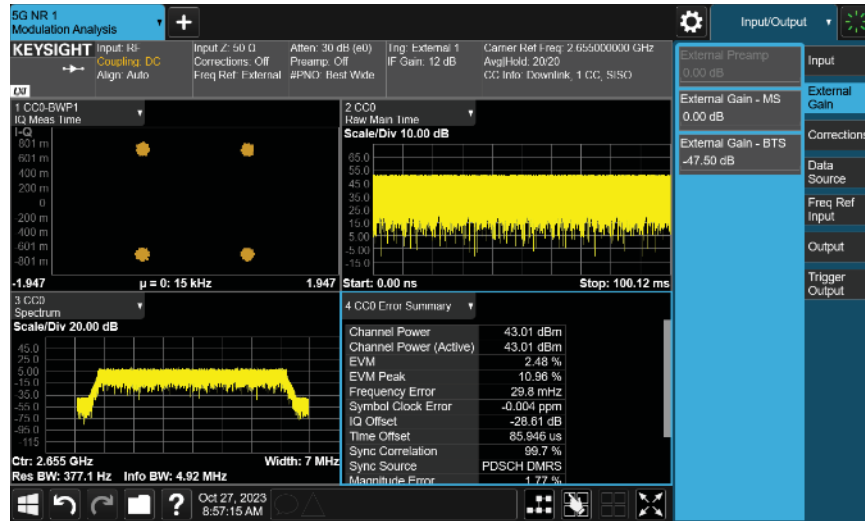 5G NR 1
Modulation Analysis
+
Input/Output
KEYSIGHT
Input: RF
Coupling: DC
Align: Auto
Input Z: 50 Ω
Corrections: Off
Freq Ref: External
Atten: 30 dB (e0)
Preamp: Off
#PNO: Best Wide
Trig: External 1
IF Gain: 12 dB
Carrier Ref Freq: 2.655000000 GHz
Avg|Hold: 20/20
CC Info: Downlink, 1 CC, SISO
LXI
1 CC0-BWP1
IQ Meas Time
I-Q
801 m
601 m
400 m
200 m
0
-200 m
-400 m
-601 m
-801 m
-1.947
μ = 0: 15 kHz
1.947
2 CC0
Raw Main Time
Scale/Div 10.00 dB
65.0
55.0
45.0
35.0
25.0
15.0
5.00
-5.00
-15.0
Start: 0.00 ns
Stop: 100.12 ms
3 CC0
Spectrum
Scale/Div 20.00 dB
45.0
25.0
5.00
-15.0
-35.0
-55.0
-75.0
-95.0
-115
Ctr: 2.655 GHz
Width: 7 MHz
Res BW: 377.1 Hz Info BW: 4.92 MHz
4 CC0 Error Summary
Channel Power 43.01 dBm
Channel Power (Active) 43.01 dBm
EVM 2.48 %
EVM Peak 10.96 %
Frequency Error 29.8 mHz
Symbol Clock Error -0.004 ppm
IQ Offset -28.61 dB
Time Offset 85.946 us
Sync Correlation 99.7 %
Sync Source PDSCH DMRS
Magnitude Error 1.77 %
External Preamp
0.00 dB
External Gain - MS
0.00 dB
External Gain - BTS
-47.50 dB
Input
External
Gain
Corrections
Data
Source
Freq Ref
Input
Output
Trigger
Output
?
Oct 27, 2023
8:57:15 AM